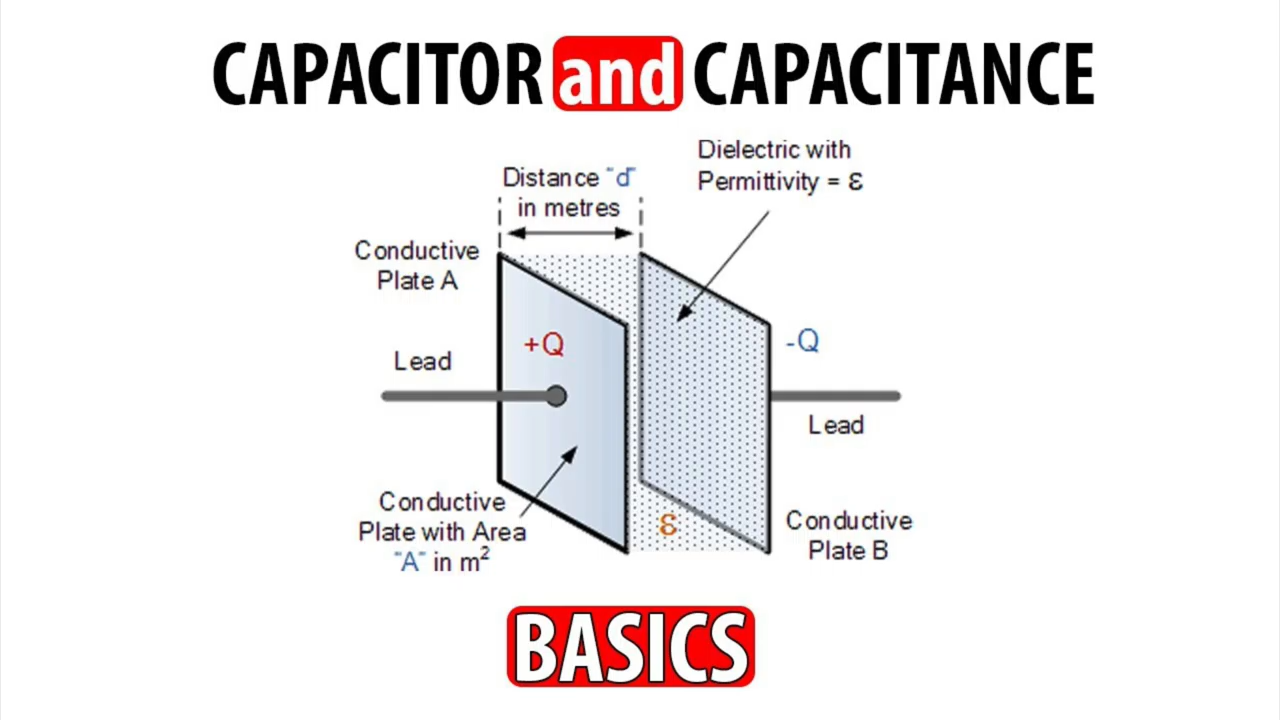 CAPACITOR and CAPACITANCE
Dielectric with
Permittivity = ε
Distance "d"
in metres
Conductive
Plate A
+Q
-Q
Lead
Lead
Conductive
Plate with Area
"A" in m²
ε
Conductive
Plate B
BASICS